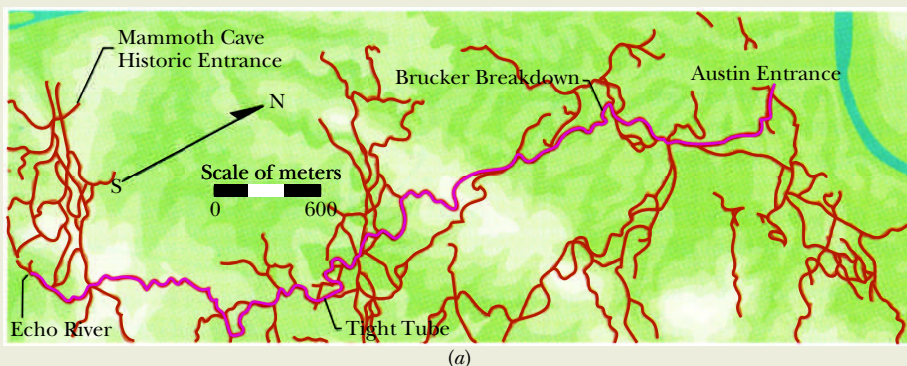 Mammoth Cave
Historic Entrance
Brucker Breakdown
Austin Entrance
N
S
Scale of meters
0 600
Echo River
Tight Tube
(a)